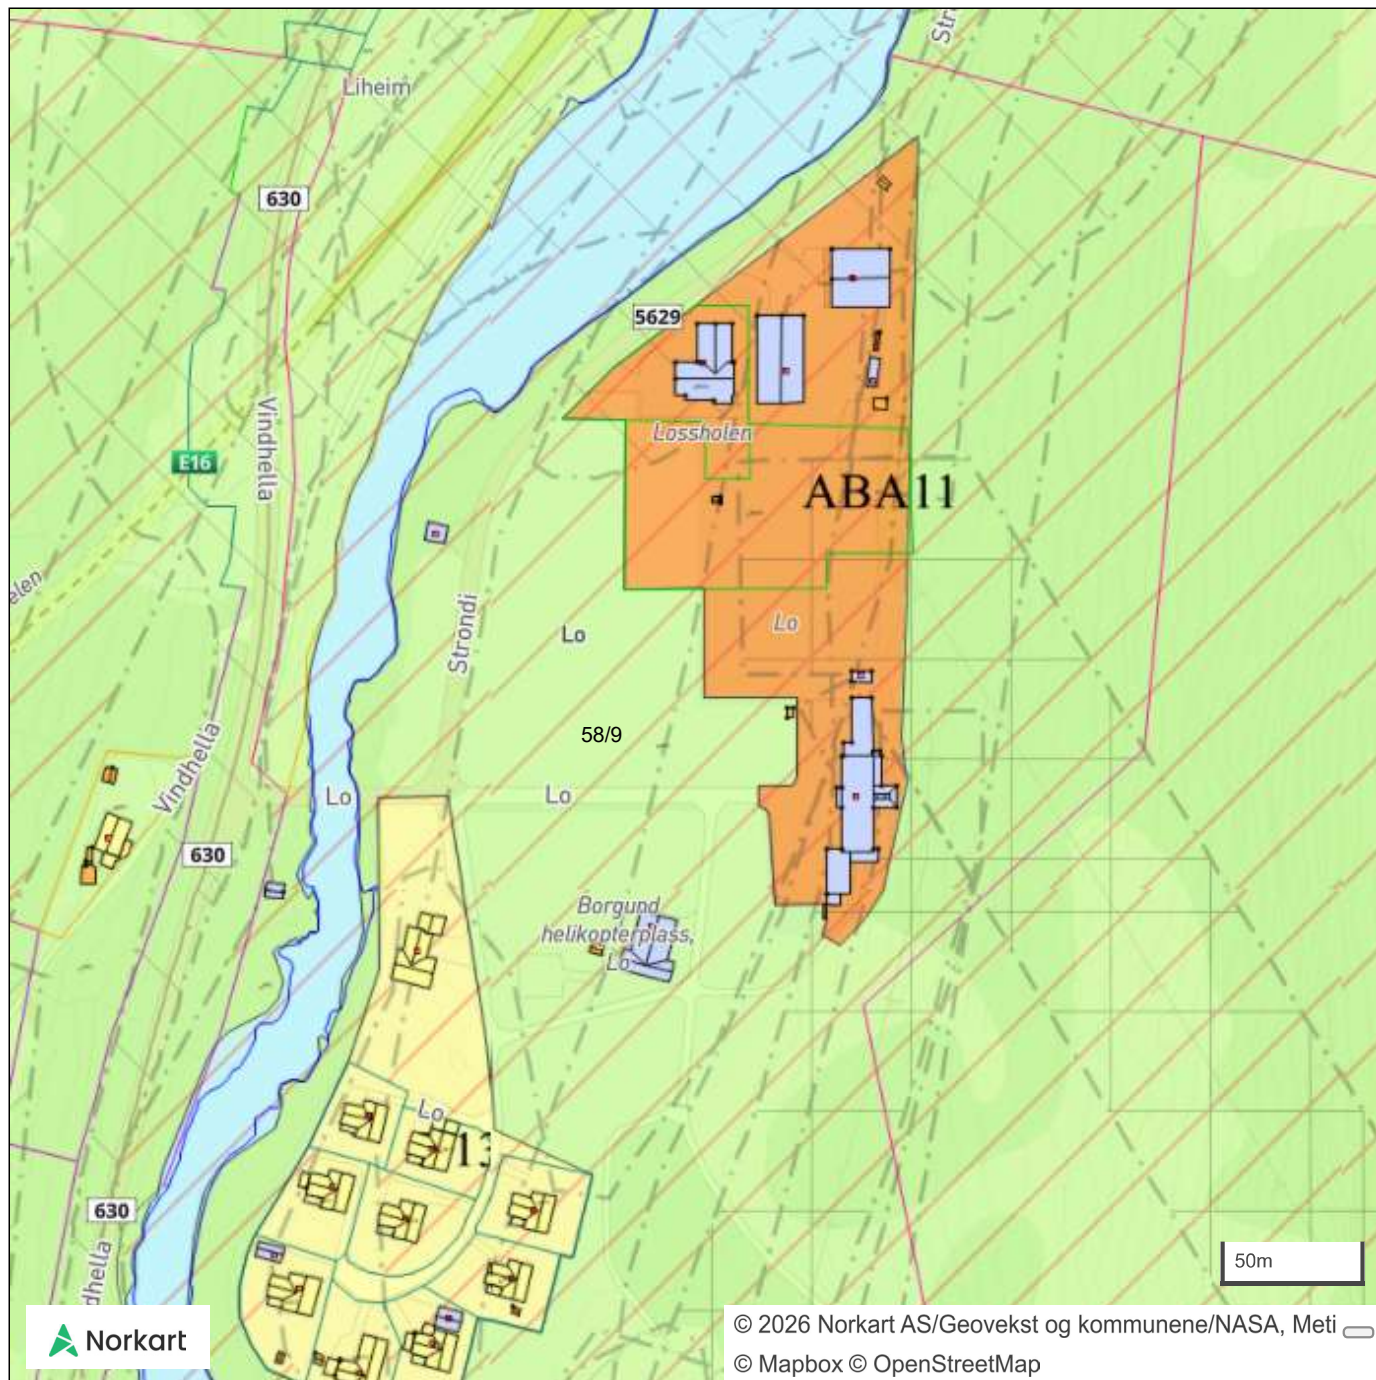 Liheim
630
5629
Lossholen
Vindhella
E16
ABA11
Lo
Lo
Strondi
58/9
Vindhella
Lo
Lo
630
Borgund
helikopterplass,
Lo
Lo
630
50m
Norkart
© 2026 Norkart AS/Geovekst og kommunene/NASA, Meti
© Mapbox © OpenStreetMap